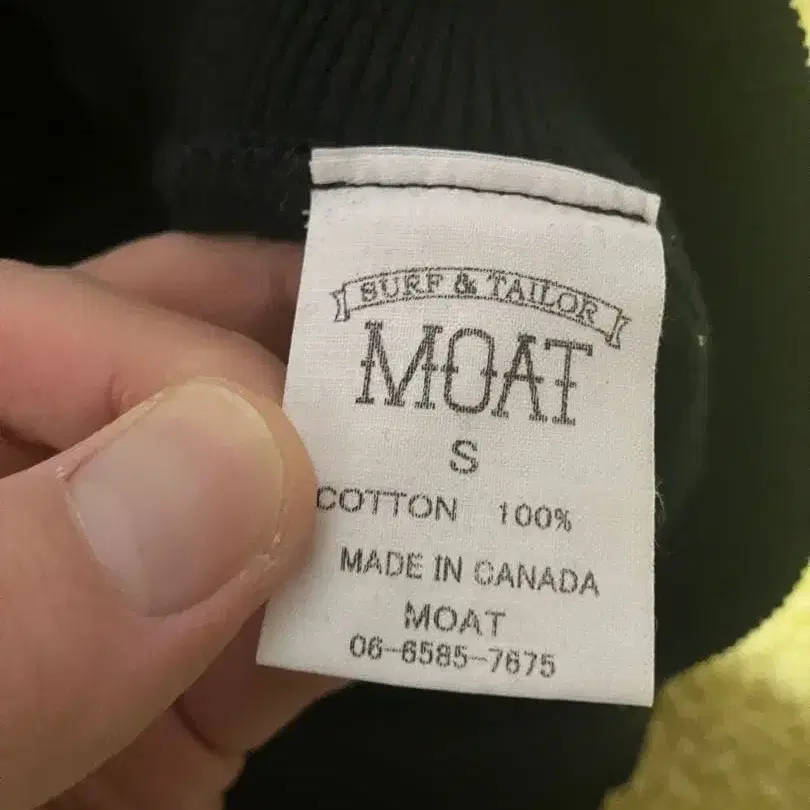 SURF & TAILOR
MOAT
S
COTTON 100%
MADE IN CANADA
MOAT
06-6585-7675